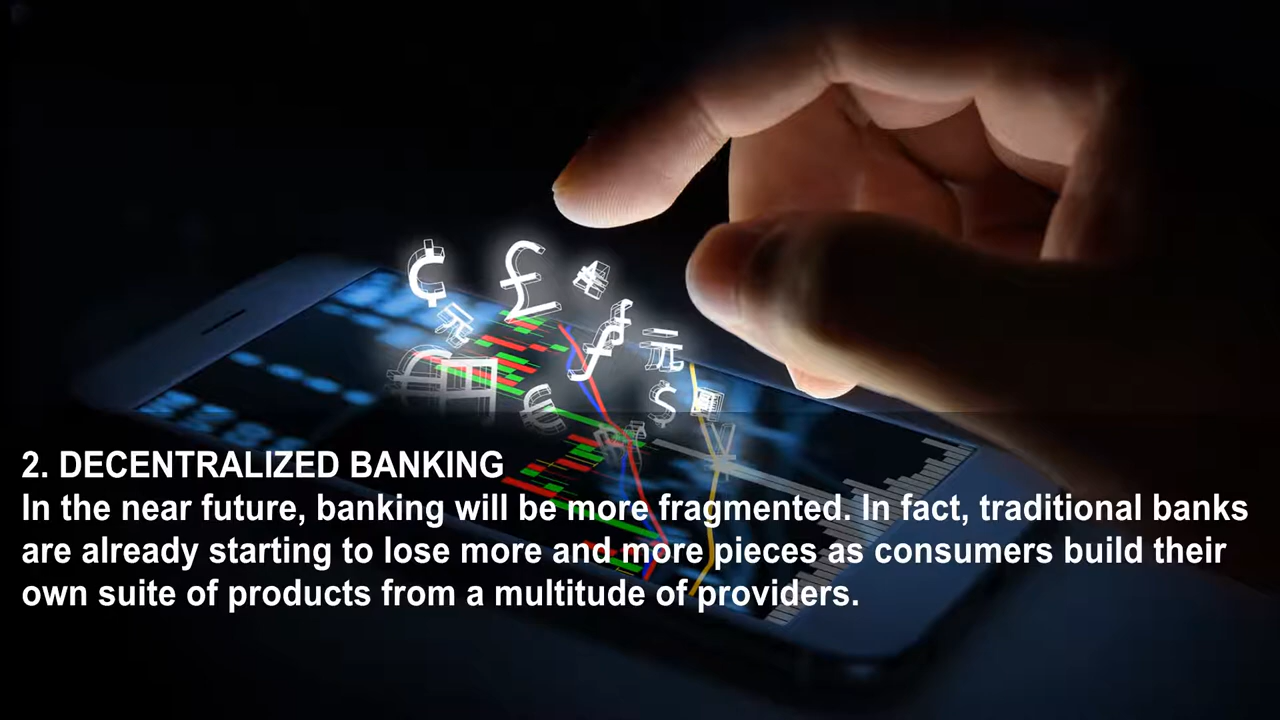 2. DECENTRALIZED BANKING
In the near future, banking will be more fragmented. In fact, traditional banks
are already starting to lose more and more pieces as consumers build their
own suite of products from a multitude of providers.